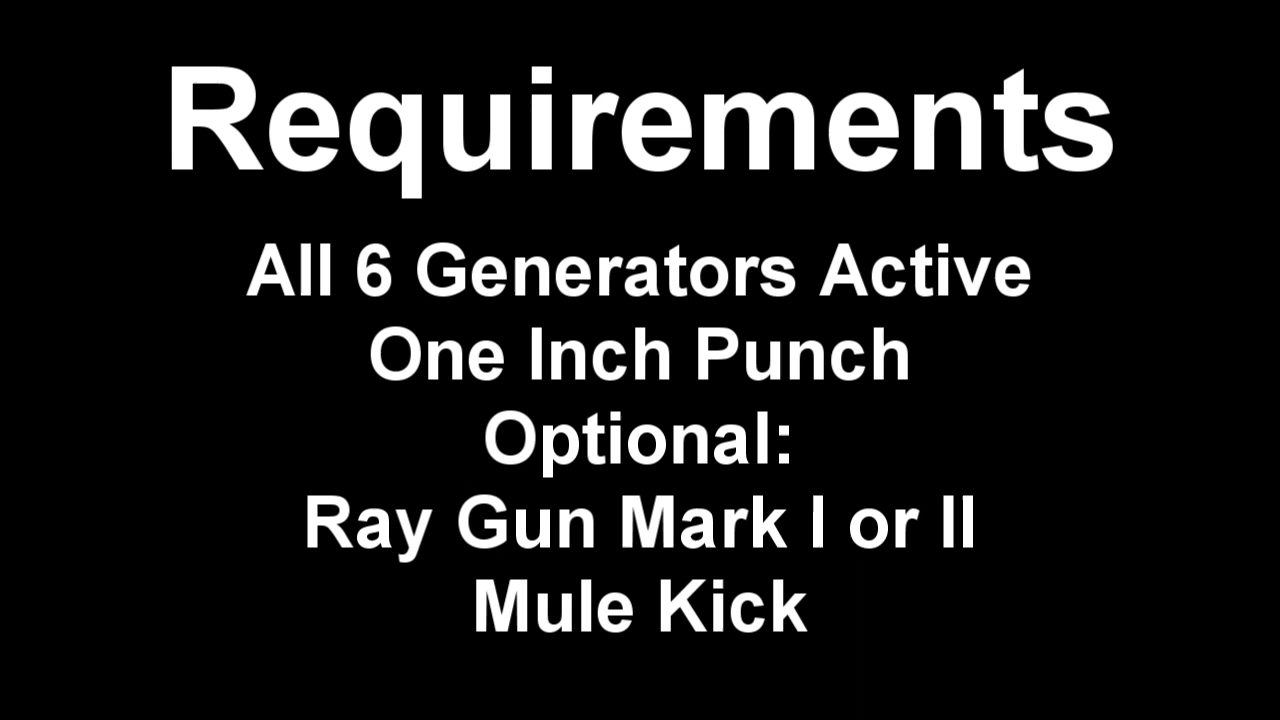 Requirements
All 6 Generators Active
One Inch Punch
Optional:
Ray Gun Mark I or II
Mule Kick